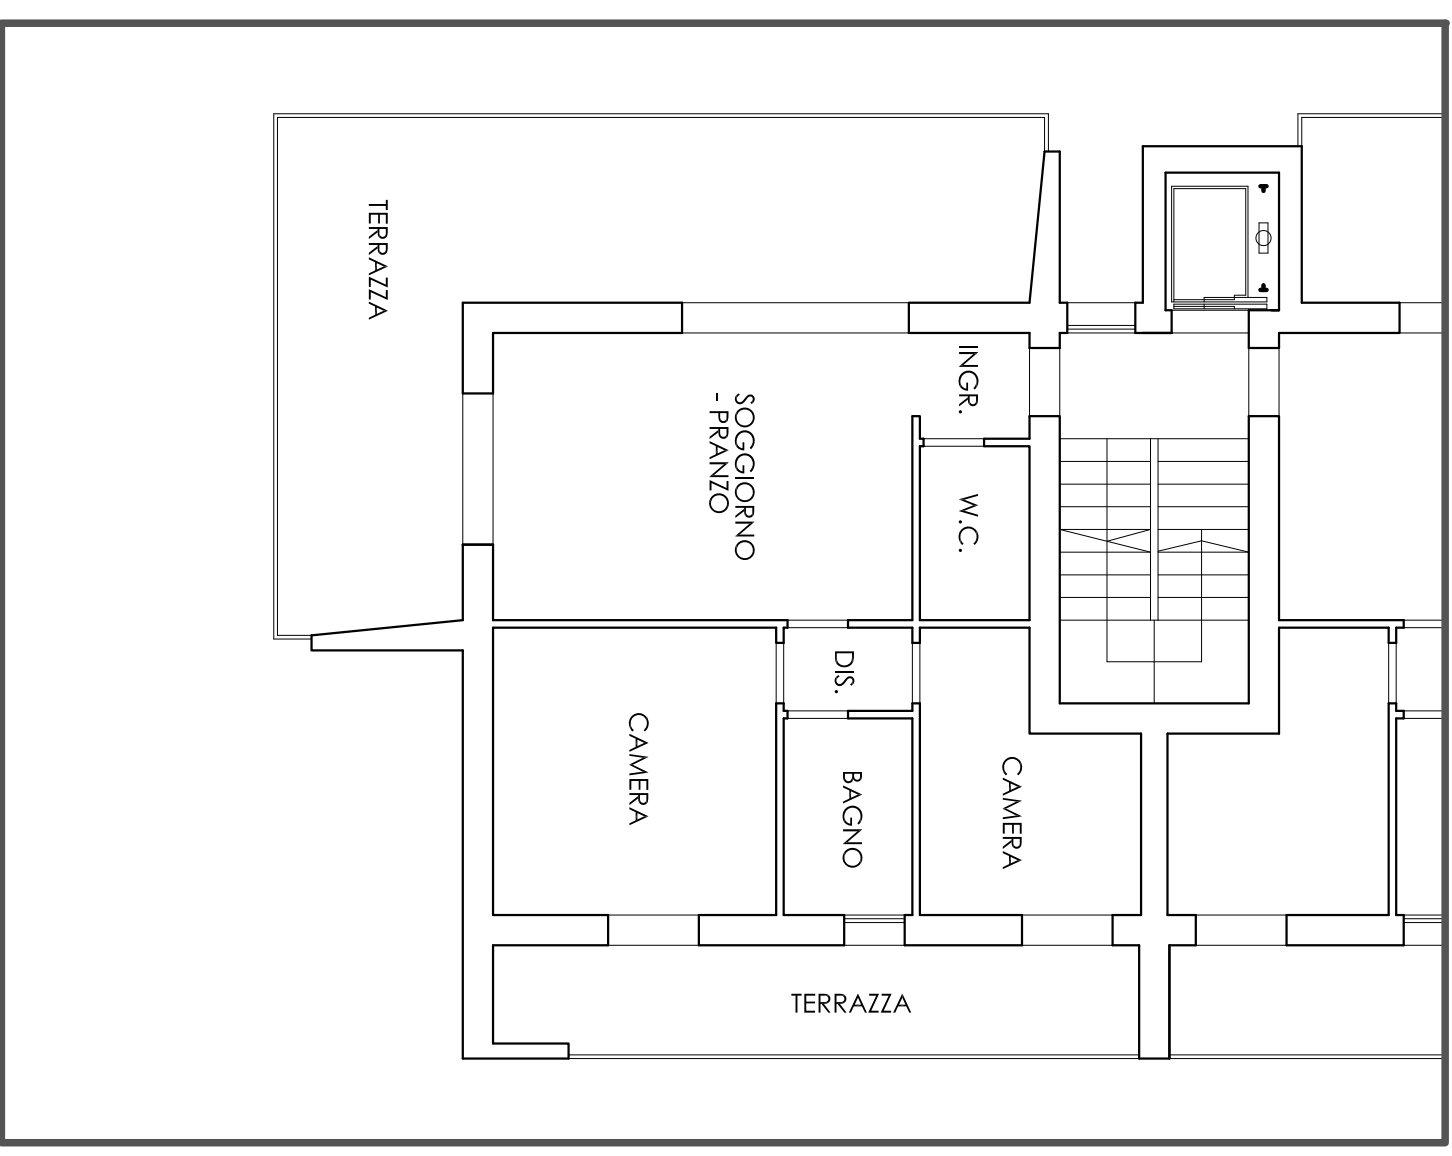 TERRAZZA
INGR.
SOGGIORNO
- PRANZO
W.C.
DIS.
CAMERA
BAGNO
CAMERA
TERRAZZA